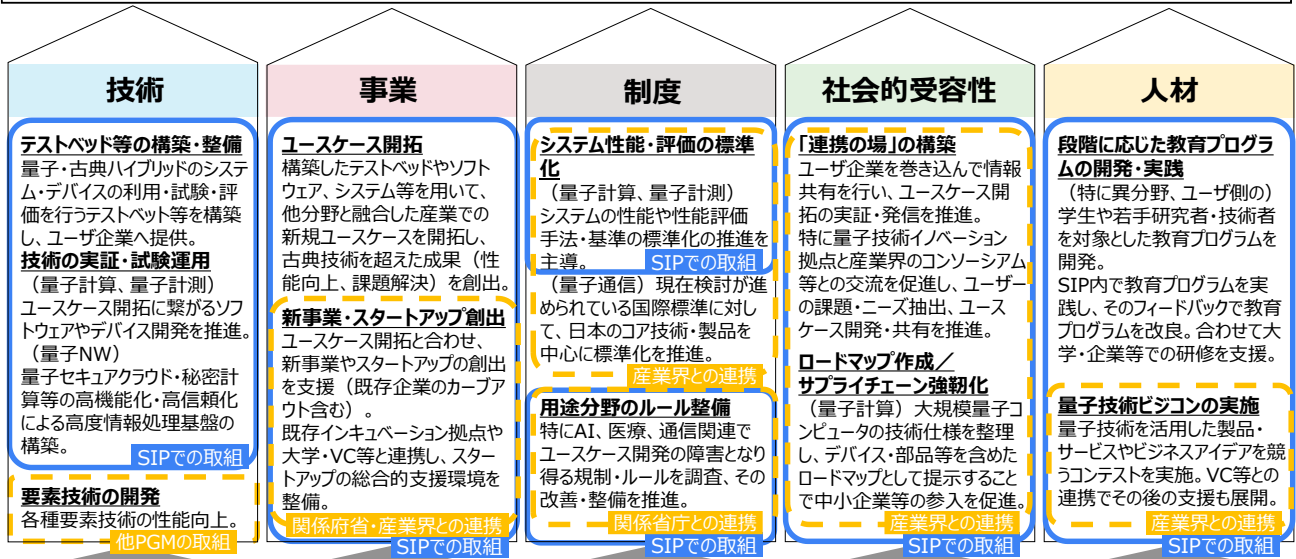 技術
テストベッド等の構築・整備
量子・古典ハイブリッドのシステ
ム・デバイスの利用・試験・評
価を行うテストベット等を構築
し、ユーザ企業へ提供。
技術の実証・試験運用
（量子計算、量子計測）
ユースケース開拓に繋がるソフ
トウェアやデバイス開発を推進。
（量子NW）
量子セキュアクラウド・秘密計
算等の高機能化・高信頼化
による高度情報処理基盤の
構築。
SIPでの取組
要素技術の開発
各種要素技術の性能向上。
他PGMの取組
事業
ユースケース開拓
構築したテストベッドやソフト
ウェア、システム等を用いて、
他分野と融合した産業での
新規ユースケースを開拓し、
古典技術を超えた成果（性
能向上、課題解決）を創出。
新事業・スタートアップ創出
ユースケース開拓と合わせ、
新事業やスタートアップの創出
を支援（既存企業のカーブア
ウト含む）。
既存インキュベーション拠点や
大学・VC等と連携し、スター
トアップの総合的支援環境を
整備。
関係府省・産業界との連携
SIPでの取組
制度
システム性能・評価の標準
化
（量子計算、量子計測）
システムの性能や性能評価
手法・基準の標準化の推進を
主導。
SIPでの取組
（量子通信）現在検討が進
められている国際標準に対し
て、日本のコア技術・製品を
中心に標準化を推進。
産業界との連携
用途分野のルール整備
特にAI、医療、通信関連で
ユースケース開発の障害となり
得る規制・ルールを調査、その
改善・整備を推進。
関係省庁との連携
SIPでの取組
社会的受容性
「連携の場」の構築
ユーザ企業を巻き込んで情報
共有を行い、ユースケース開
拓の実証・発信を推進。
特に量子技術イノベーション
拠点と産業界のコンソーシアム
等との交流を促進し、ユーザー
の課題・ニーズ抽出、ユース
ケース開発・共有を推進。
ロードマップ作成／
サプライチェーン強靭化
（量子計算）大規模量子コ
ンピュータの技術仕様を整理
し、デバイス・部品等を含めた
ロードマップとして提示すること
で中小企業等の参入を促進。
産業界との連携
SIPでの取組
人材
段階に応じた教育プログラ
ムの開発・実践
（特に異分野、ユーザ側の）
学生や若手研究者・技術者
を対象とした教育プログラムを
開発。
SIP内で教育プログラムを実
践し、そのフィードバックで教育
プログラムを改良。合わせて大
学・企業等での研修を支援。
量子技術ビジコンの実施
量子技術を活用した製品・
サービスやビジネスアイデアを競
うコンテストを実施。VC等との
連携でその後の支援も展開。
産業界との連携
SIPでの取組